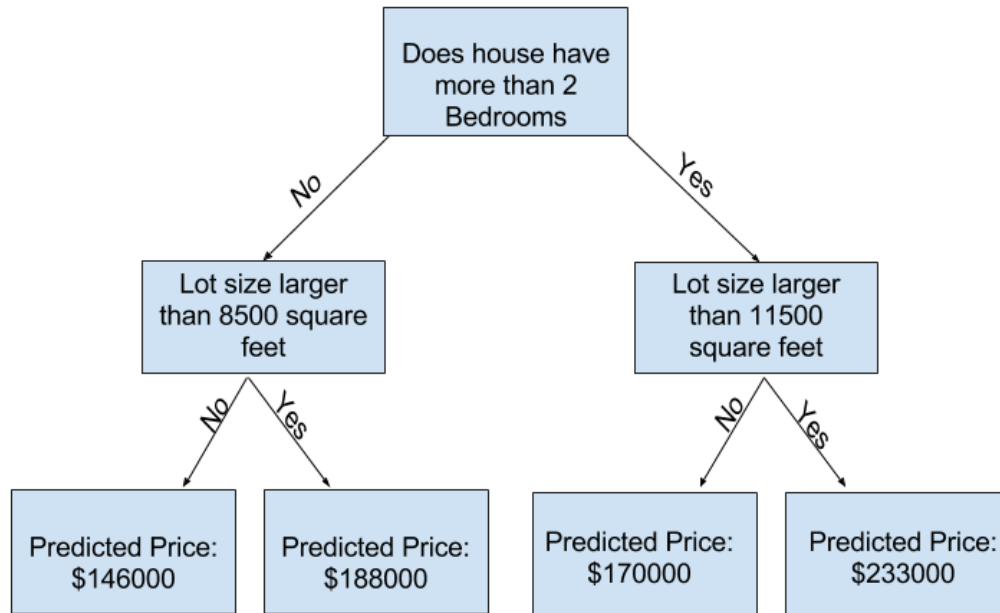 Does house have
more than 2
Bedrooms
No
Yes
Lot size larger
than 8500 square
feet
Lot size larger
than 11500
square feet
No
Yes
No
Yes
Predicted Price:
$146000
Predicted Price:
$188000
Predicted Price:
$170000
Predicted Price:
$233000